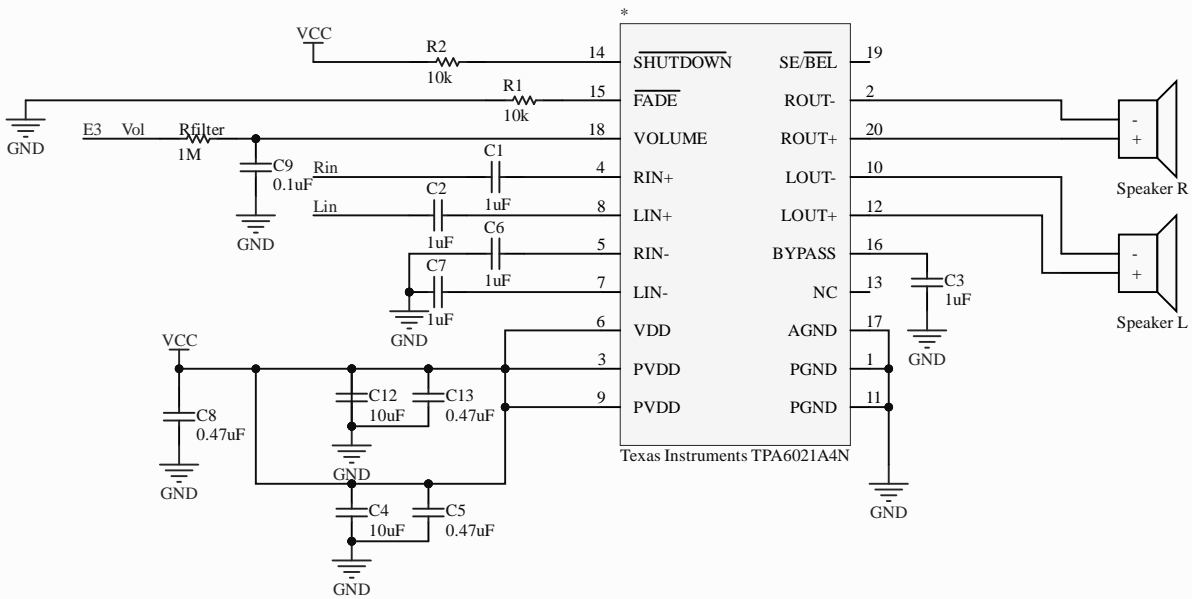 *
VCC
R2
10k
14
SHUTDOWN
SE/BEL
19
R1
10k
15
FADE
ROUT-
2
GND
E3
Vol
Rfilter
1M
18
VOLUME
ROUT+
20
-
+
Speaker R
C9
0.1uF
GND
Rin
C1
1uF
4
RIN+
LOUT-
10
Lin
C2
1uF
8
LIN+
LOUT+
12
C6
1uF
5
RIN-
BYPASS
16
-
+
Speaker L
C7
1uF
7
LIN-
NC
13
C3
1uF
GND
GND
6
VDD
AGND
17
VCC
3
PVDD
PGND
1
C12
10uF
C13
0.47uF
9
PVDD
PGND
11
C8
0.47uF
GND
GND
Texas Instruments TPA6021A4N
GND
C4
10uF
C5
0.47uF
GND